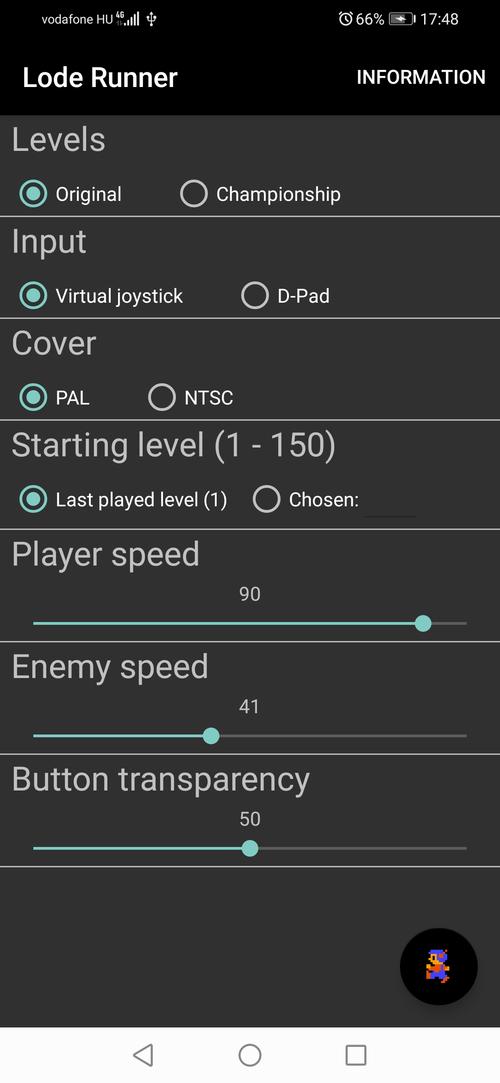 vodafone HU 4G 66% 17:48
Lode Runner INFORMATION
Levels
Original Championship
Input
Virtual joystick D-Pad
Cover
PAL NTSC
Starting level (1 - 150)
Last played level (1) Chosen:
Player speed
90
Enemy speed
41
Button transparency
50